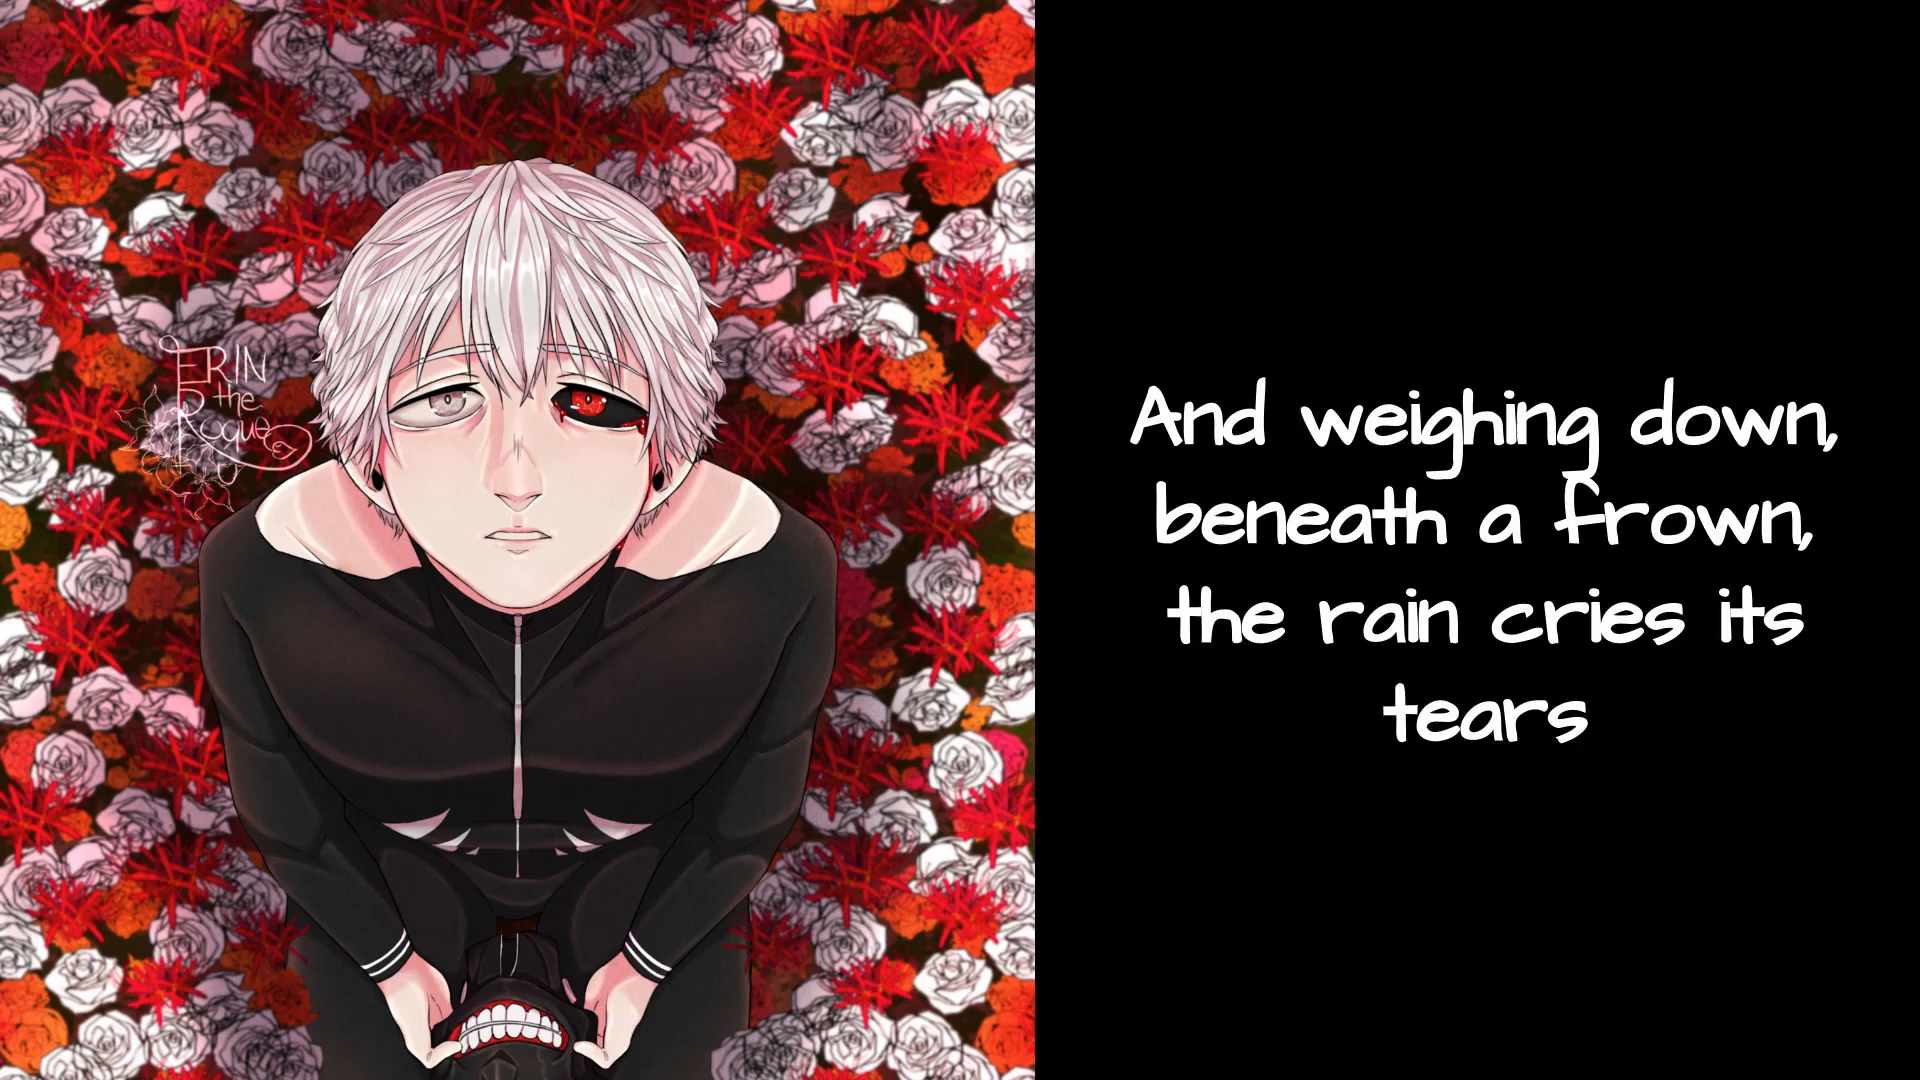 ERIN
the
Rogue
And weighing down,
beneath a frown,
the rain cries its
tears